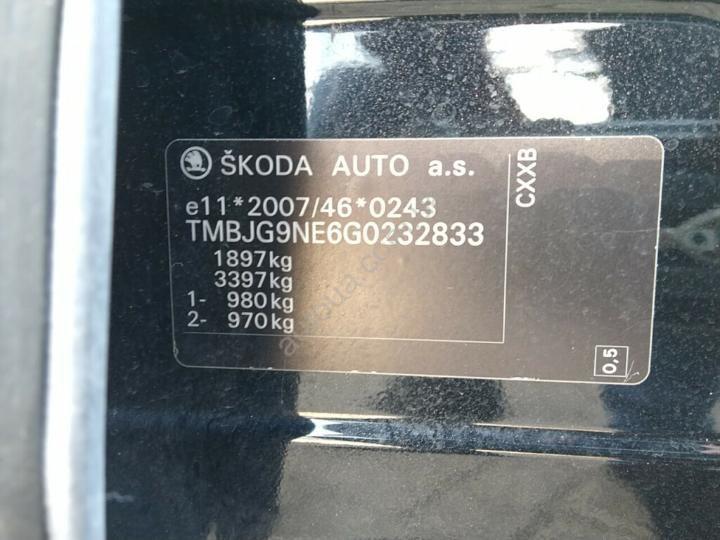 ŠKODA AUTO a.s.
e11*2007/46*0243
TMBJG9NE6G0232833
1897kg
3397kg
1- 980kg
2- 970kg
CXXB
0,5